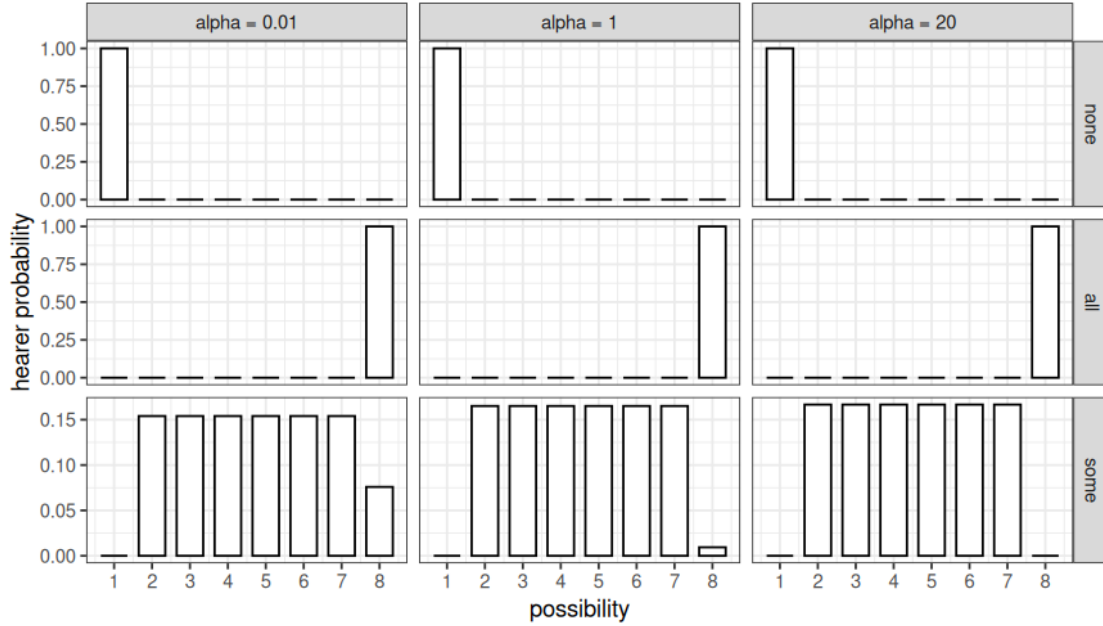 alpha = 0.01 alpha = 1 alpha = 20
1.00
0.75
0.50
0.25
0.00
none
1.00
0.75
0.50
0.25
0.00
all
0.15
0.10
0.05
0.00
some
hearer probability
1 2 3 4 5 6 7 8 1 2 3 4 5 6 7 8 1 2 3 4 5 6 7 8
possibility